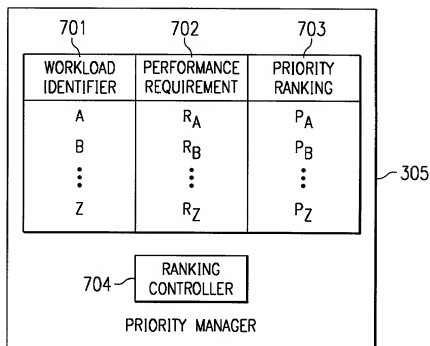 701 702 703
WORKLOAD IDENTIFIER PERFORMANCE REQUIREMENT PRIORITY RANKING
A RA PA
B RB PB
⋮ ⋮ ⋮
Z RZ PZ
305
704
RANKING
CONTROLLER
PRIORITY MANAGER